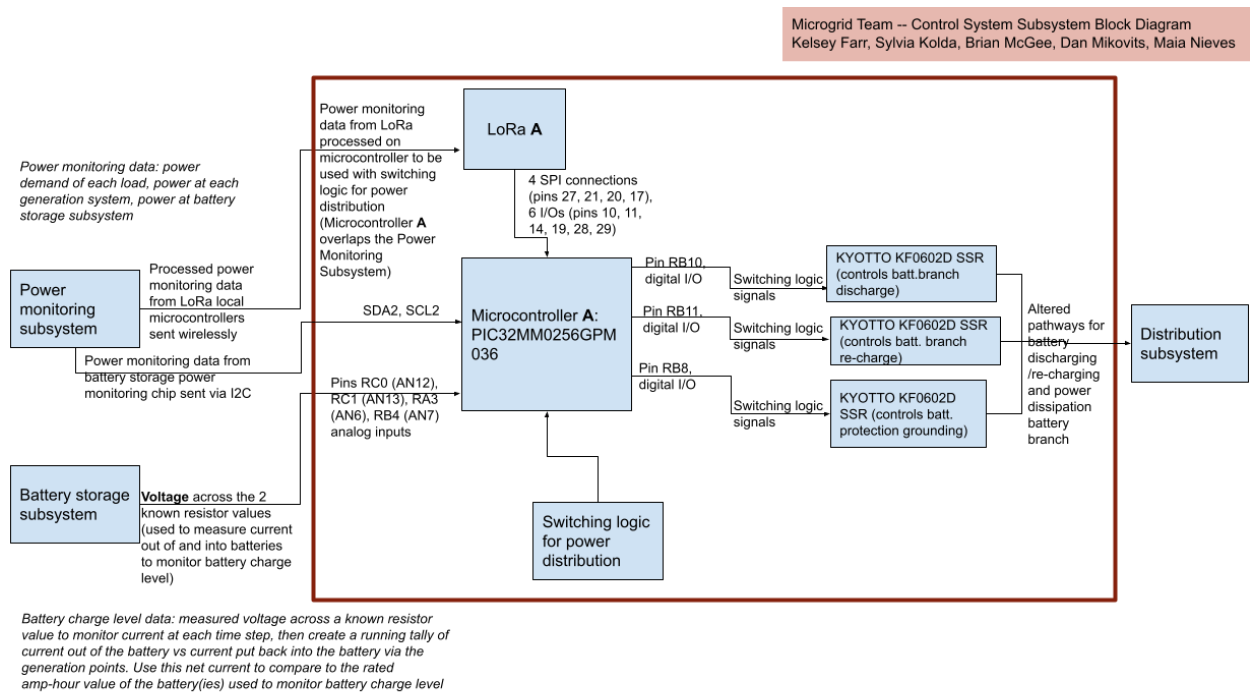 Microgrid Team -- Control System Subsystem Block Diagram
Kelsey Farr, Sylvia Kolda, Brian McGee, Dan Mikovits, Maia Nieves
Power monitoring
data from LoRa
processed on
microcontroller to be
used with switching
logic for power
distribution
(Microcontroller A
overlaps the Power
Monitoring
Subsystem)
LoRa A
Power monitoring data: power
demand of each load, power at each
generation system, power at battery
storage subsystem
4 SPI connections
(pins 27, 21, 20, 17),
6 I/Os (pins 10, 11,
14, 19, 28, 29)
Power
monitoring
subsystem
Processed power
monitoring data
from LoRa local
microcontrollers
sent wirelessly
SDA2, SCL2
Power monitoring data from
battery storage power
monitoring chip sent via I2C
Microcontroller A:
PIC32MM0256GPM
036
Pin RB10,
digital I/O
Switching logic
signals
KYOTTO KF0602D SSR
(controls batt.branch
discharge)
Pin RB11,
digital I/O
Switching logic
signals
KYOTTO KF0602D SSR
(controls batt. branch
re-charge)
Pin RB8,
digital I/O
Switching logic
signals
KYOTTO KF0602D
SSR (controls batt.
protection grounding)
Altered
pathways for
battery
discharging
/re-charging
and power
dissipation
battery
branch
Distribution
subsystem
Pins RC0 (AN12),
RC1 (AN13), RA3
(AN6), RB4 (AN7)
analog inputs
Battery storage
subsystem
Voltage across the 2
known resistor values
(used to measure current
out of and into batteries
to monitor battery charge
level)
Switching logic
for power
distribution
Battery charge level data: measured voltage across a known resistor
value to monitor current at each time step, then create a running tally of
current out of the battery vs current put back into the battery via the
generation points. Use this net current to compare to the rated
amp-hour value of the battery(ies) used to monitor battery charge level